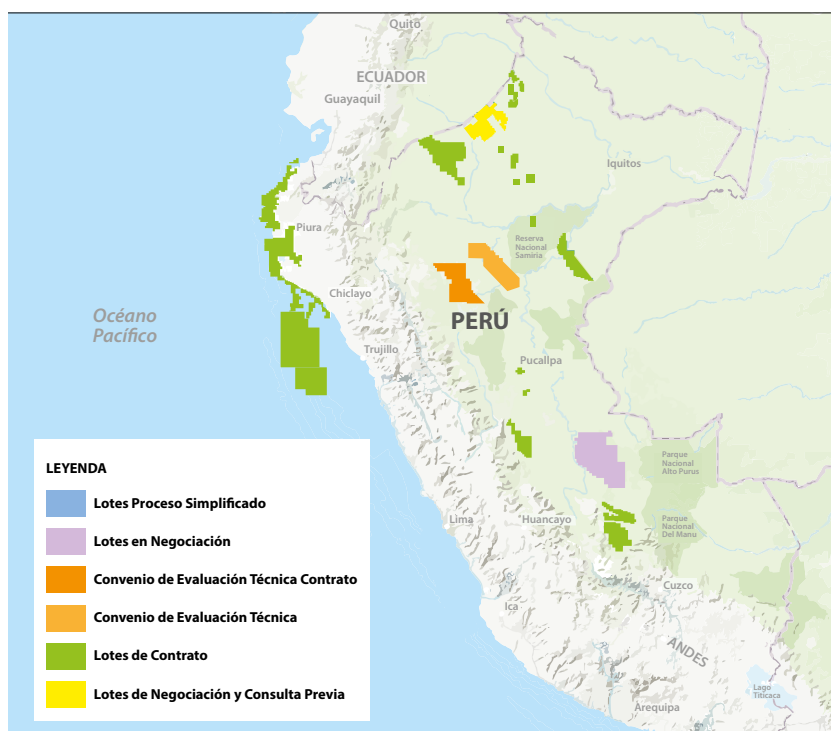 Quito
ECUADOR
Guayaquil
Iquitos
Piura
Reserva
Nacional
Samiria
Chiclayo
Océano
Pacífico
PERÚ
Trujillo
Pucallpa
Parque
Nacional
Alto Purus
Lima
Huancayo
Parque
Nacional
Del Manu
Cuzco
Ica
ANDES
Lago
Titicaca
Arequipa
LEYENDA
Lotes Proceso Simplificado
Lotes en Negociación
Convenio de Evaluación Técnica Contrato
Convenio de Evaluación Técnica
Lotes de Contrato
Lotes de Negociación y Consulta Previa